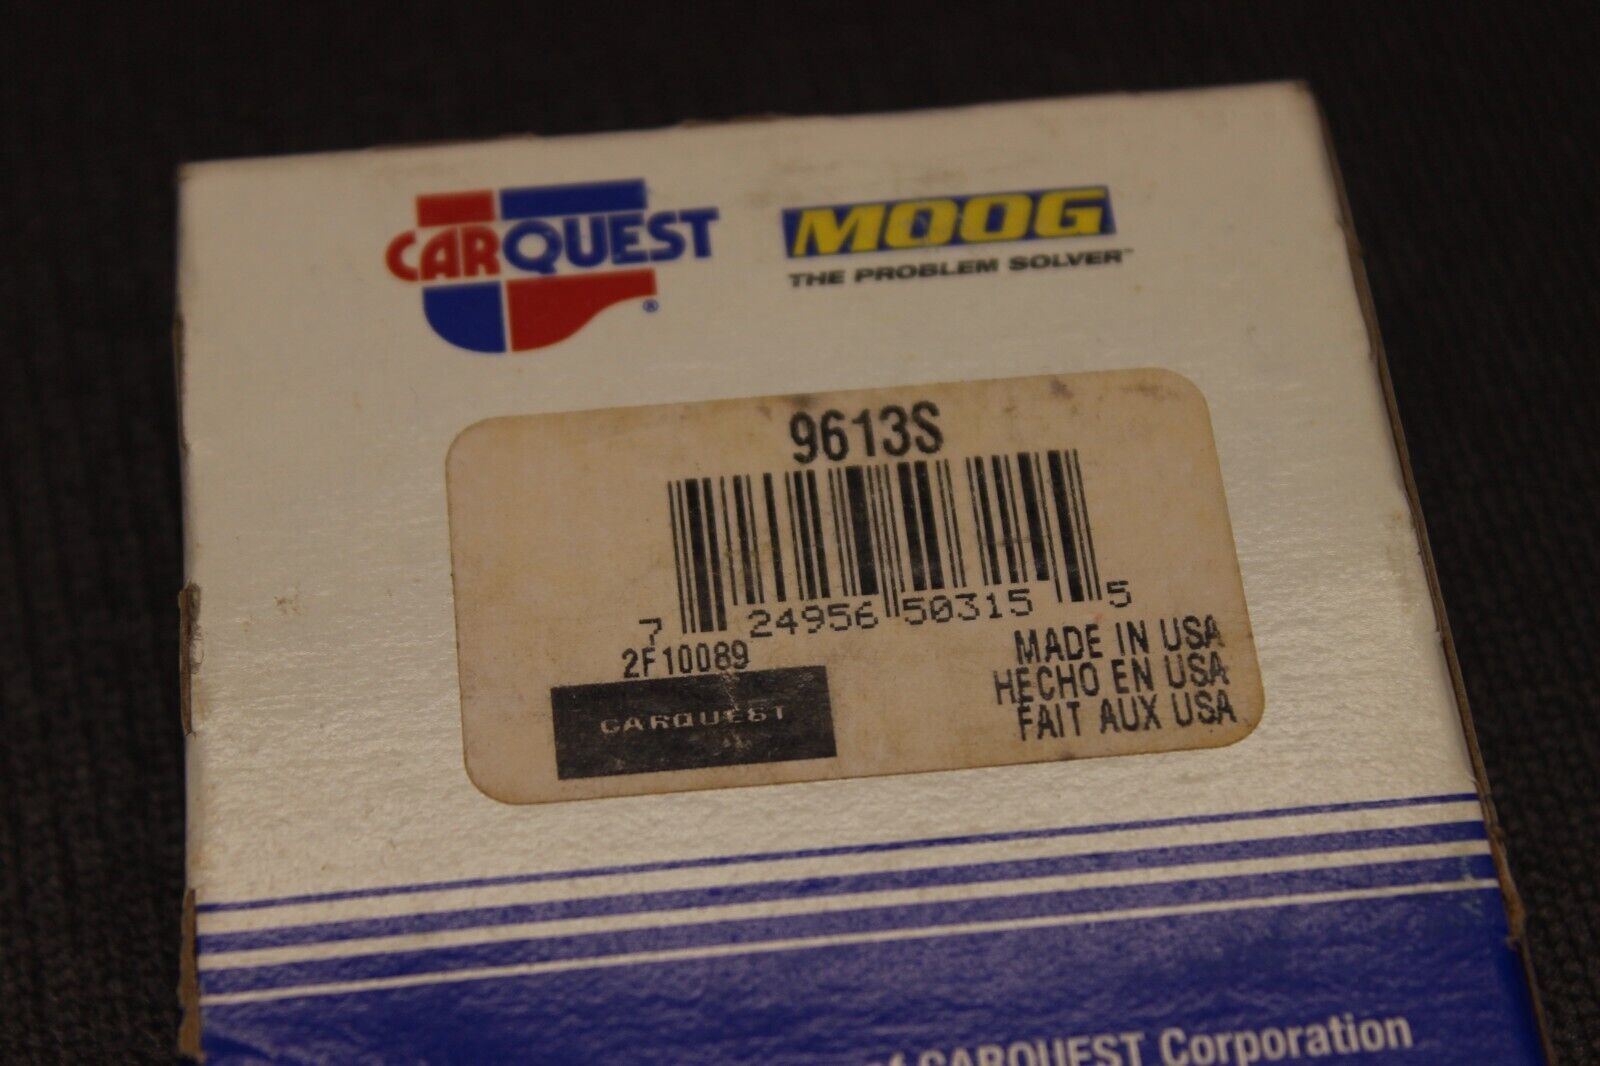 CARQUEST®
MOOG
THE PROBLEM SOLVER™
9613S
7 24956 50315 5
2F10089
CARQUEST
MADE IN USA
HECHO EN USA
FAIT AUX USA
CARQUEST Corporation